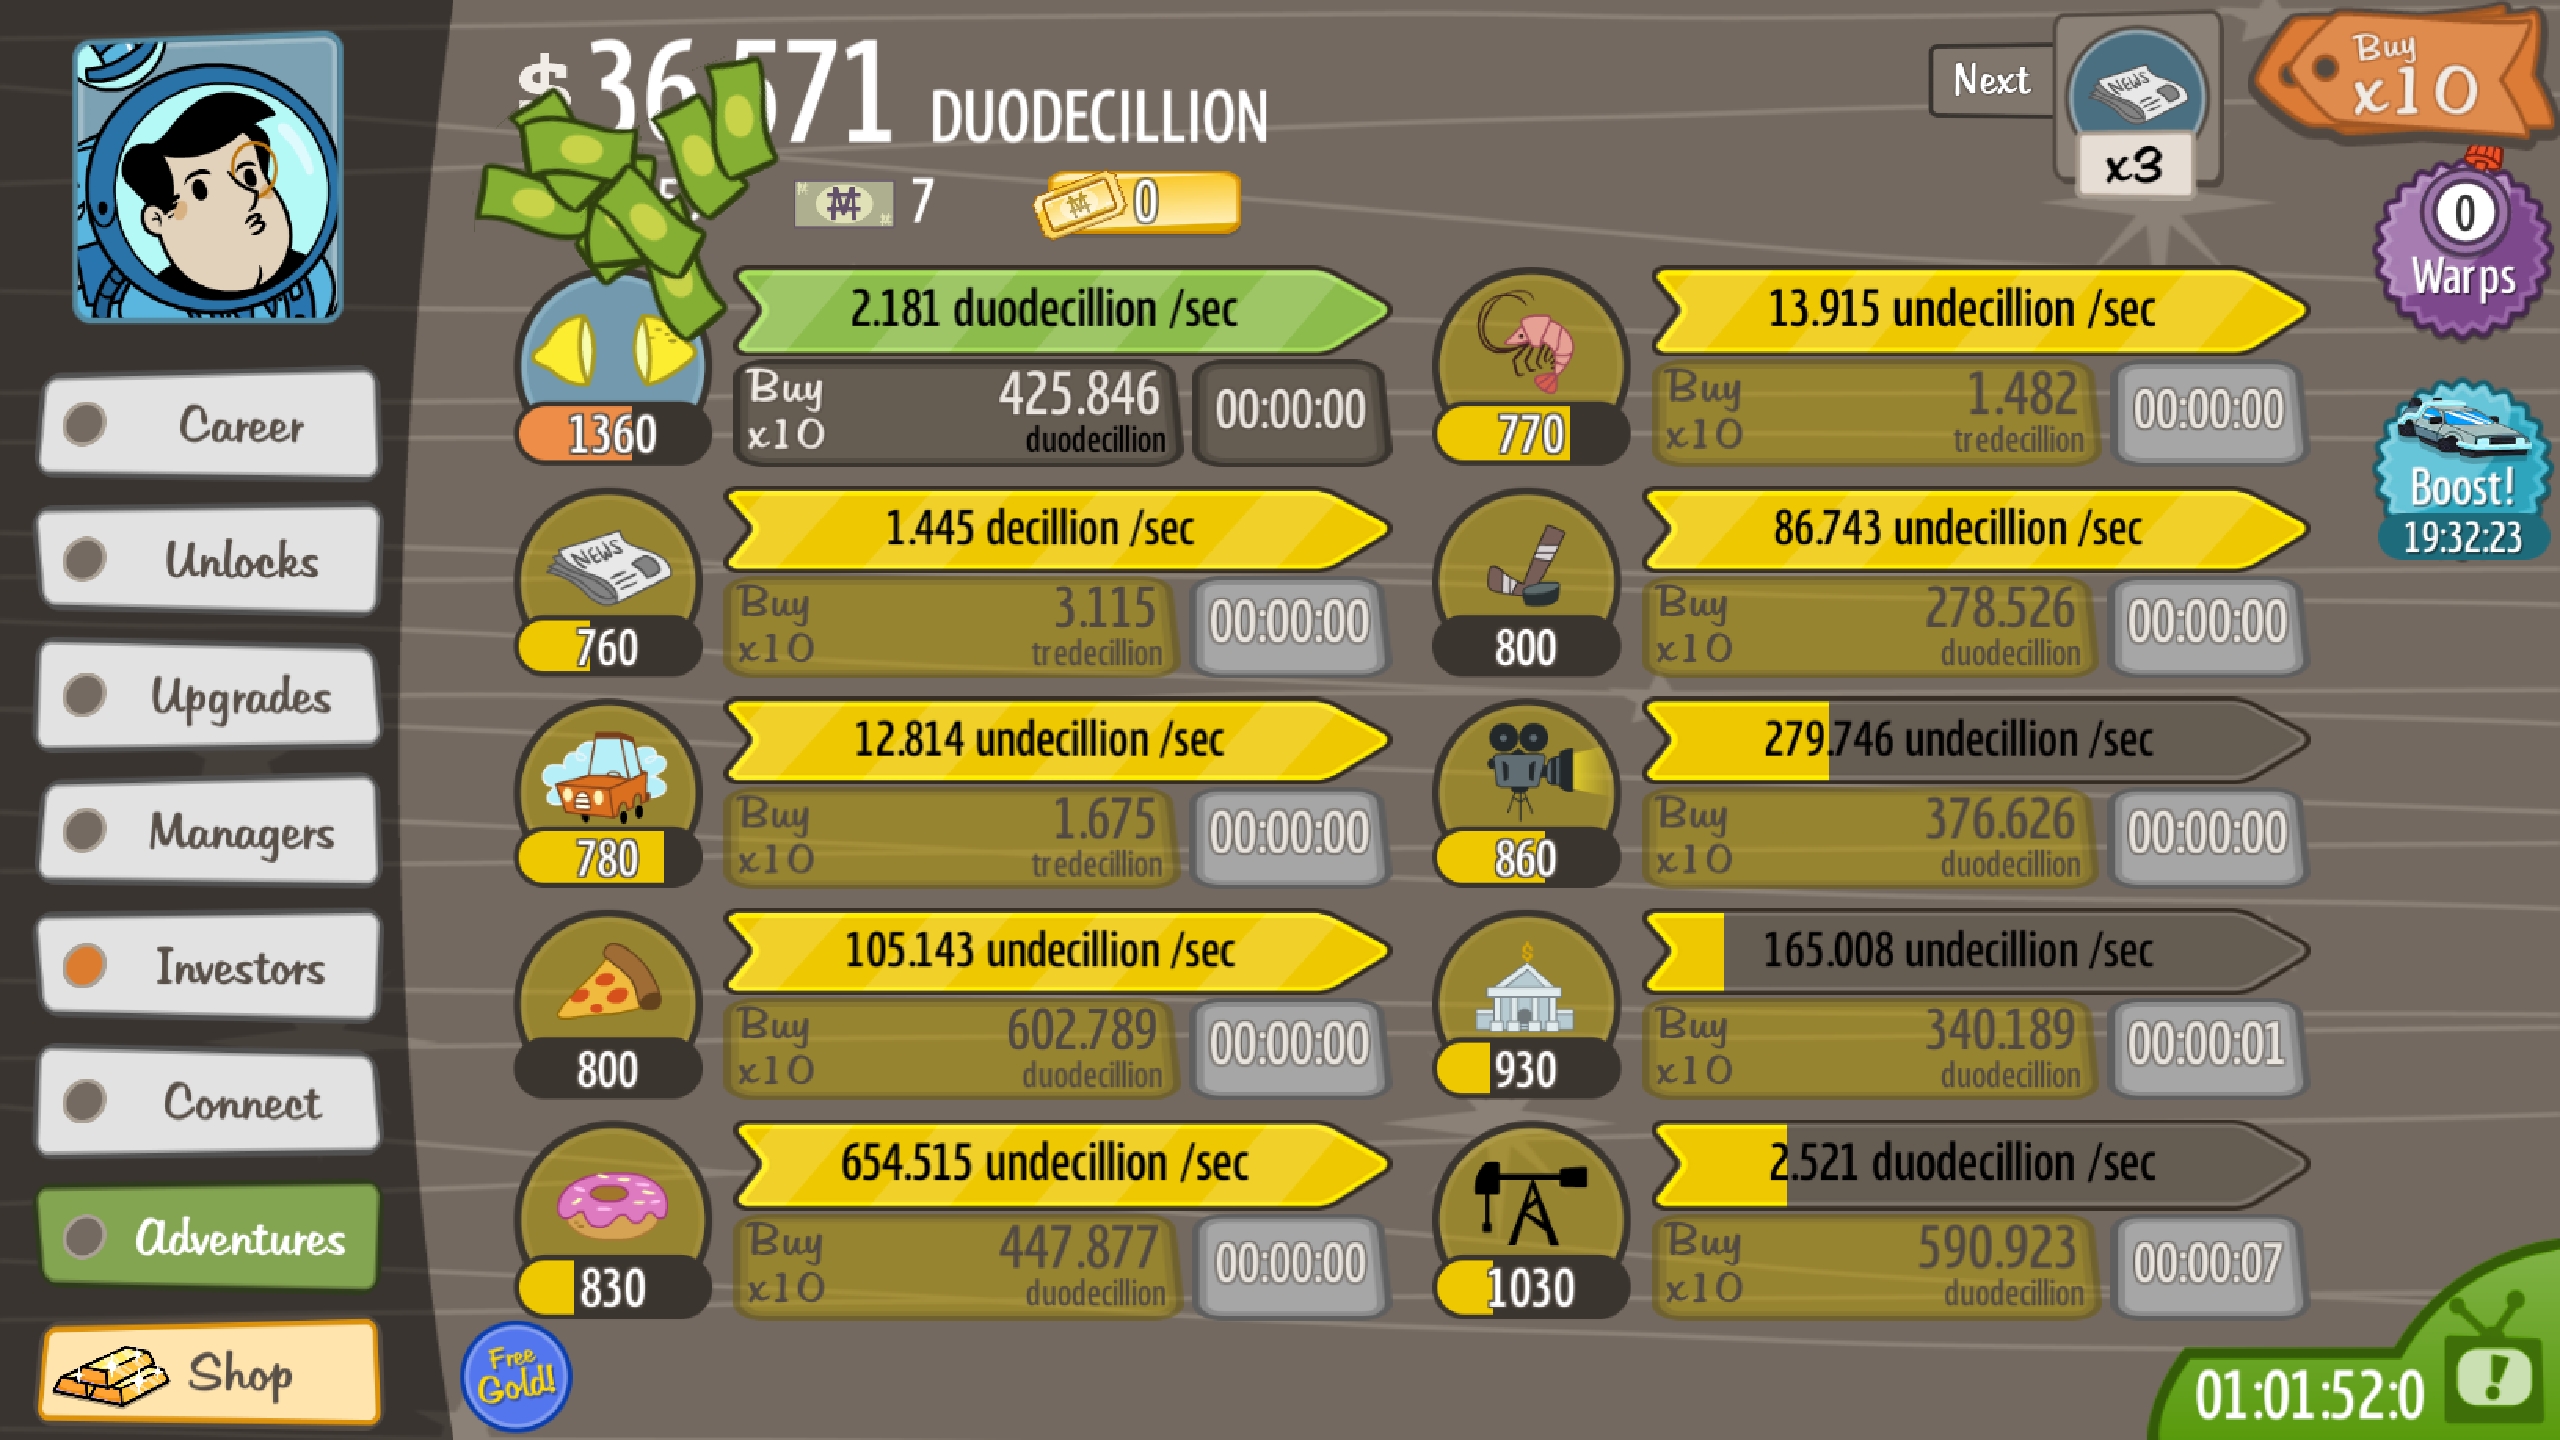 $36.571 DUODECILLION
7
0
Next
NEWS
x3
Buy
x10
0
Warps
Boost!
19:32:23
Career
Unlocks
Upgrades
Managers
Investors
Connect
Adventures
Shop
2.181 duodecillion /sec
1360
Buy
x10
425.846
duodecillion
00:00:00
13.915 undecillion /sec
770
Buy
x10
1.482
tredecillion
00:00:00
NEWS
1.445 decillion /sec
760
Buy
x10
3.115
tredecillion
00:00:00
86.743 undecillion /sec
800
Buy
x10
278.526
duodecillion
00:00:00
12.814 undecillion /sec
780
Buy
x10
1.675
tredecillion
00:00:00
279.746 undecillion /sec
860
Buy
x10
376.626
duodecillion
00:00:00
105.143 undecillion /sec
800
Buy
x10
602.789
duodecillion
00:00:00
165.008 undecillion /sec
930
Buy
x10
340.189
duodecillion
00:00:01
654.515 undecillion /sec
830
Buy
x10
447.877
duodecillion
00:00:00
2.521 duodecillion /sec
1030
Buy
x10
590.923
duodecillion
00:00:07
Free
Gold!
01:01:52:0
!